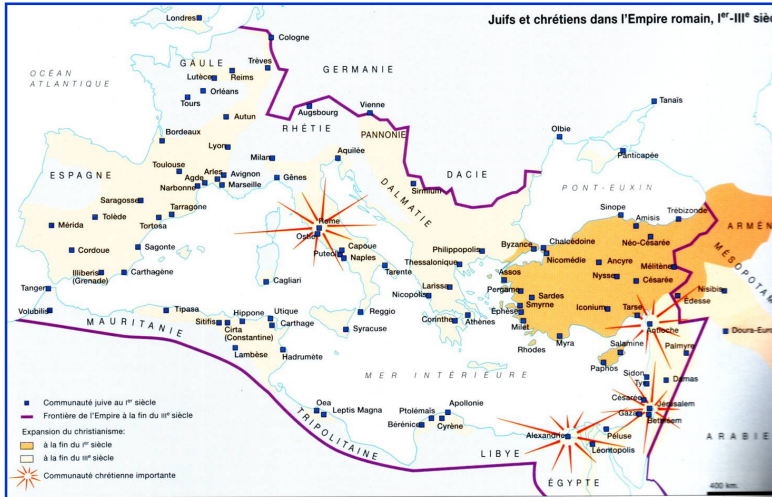 Juifs et chrétiens dans l'Empire romain, Ier-IIIe siè
Londres
Cologne
GAULE
Trèves
Lutèce
Reims
GERMANIE
OCÉAN
ATLANTIQUE
Orléans
Tours
Augsbourg
Vienne
Tanaïs
Autun
RHÉTIE
PANNONIE
Bordeaux
Olbie
Lyon
Milan
Aquilée
Panticapée
Toulouse
Arles
Avignon
DACIE
ESPAGNE
Agde
Gênes
Narbonne
Marseille
Sirmium
PONT-EUXIN
Saragosse
DALMATIE
Tarragone
Sinope
Trébizonde
Tolède
Amisis
ARMÉN
Mérida
Tortosa
Rome
Ostie
Néo-Césarée
Byzance
Chalcédoine
Cordoue
Sagonte
Capoue
Philippopolis
Nicomédie
MÉSOPOTAM
Pouzzoles
Naples
Thessalonique
Ancyre
Mélitène
Illiberis
(Grenade)
Carthagène
Tarente
Assos
Nysse
Césarée
Nisibis
Cagliari
Larissa
Pergame
Sardes
Édesse
Tanger
Nicopolis
Smyrne
Iconium
Tarse
Tipasa
Hippone
Utique
Reggio
Éphèse
Volubilis
Sitifis
Carthage
Corinthe
Athènes
Milet
Antioche
MAURITANIE
Cirta
(Constantine)
Syracuse
Salamine
Doura-Euro
Rhodes
Myra
Palmyre
Lambèse
Hadrumète
Paphos
MER INTÉRIEURE
Sidon
Tyr
Damas
Césarée
Communauté juive au Ier siècle
Oea
Apollonie
Jérusalem
Leptis Magna
Ptolémaïs
Gaza
Frontière de l'Empire à la fin du IIIe siècle
Bérénice
Cyrène
Bethléem
Expansion du christianisme:
TRIPOLITAINE
Alexandrie
Péluse
ARABIE
à la fin du Ier siècle
LIBYE
Léontopolis
à la fin du IIIe siècle
Communauté chrétienne importante
ÉGYPTE
400 km.